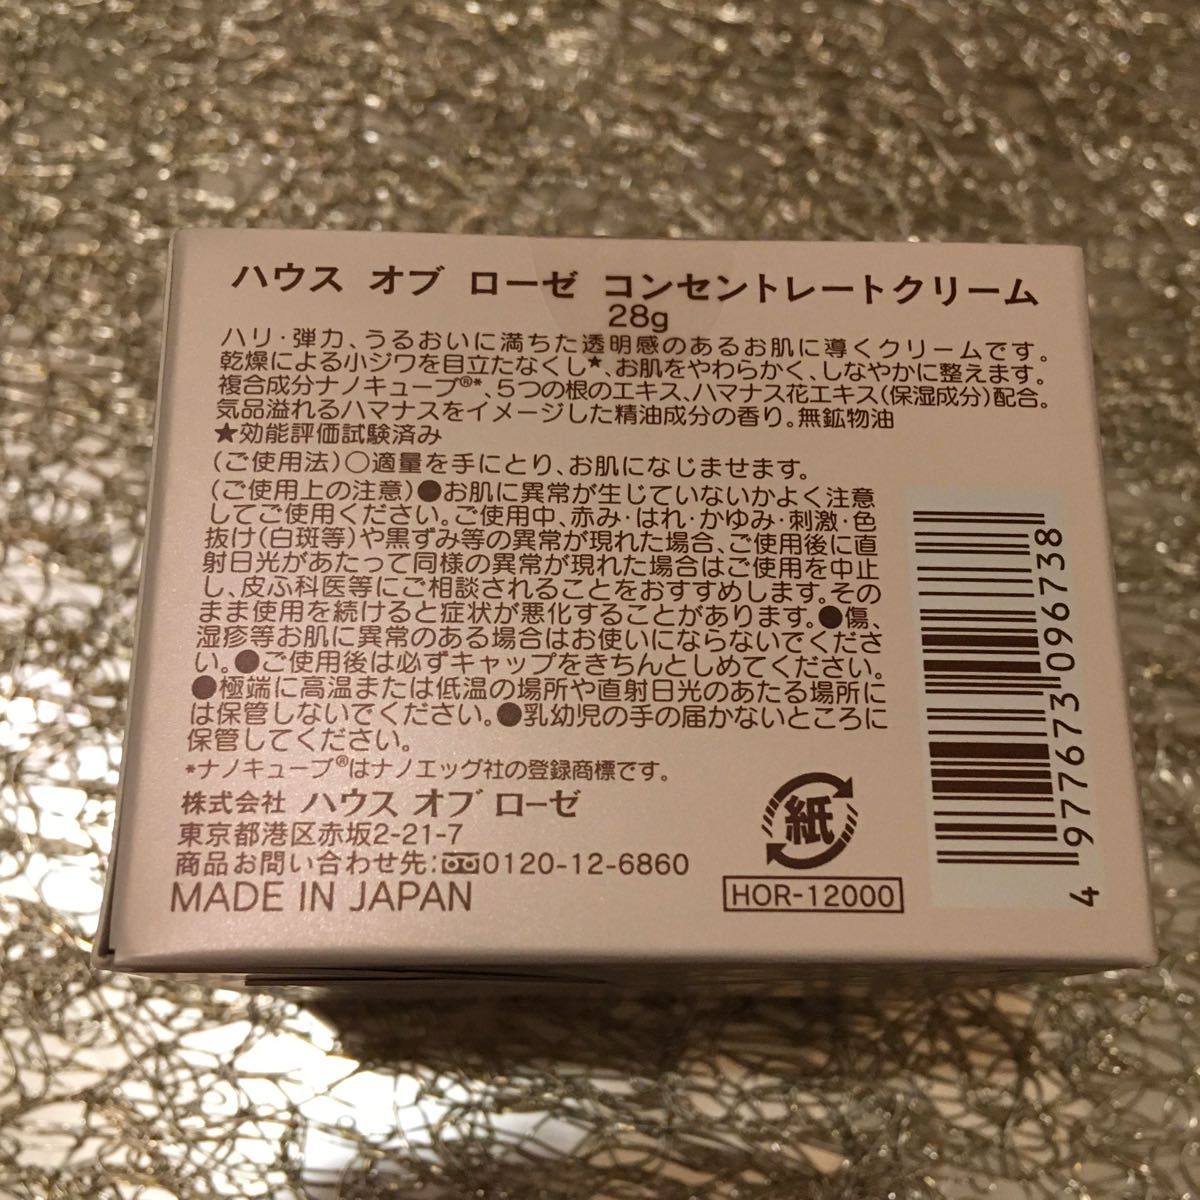 ハウス オブ ローゼ コンセントレートクリーム
28g
ハリ・弾力、うるおいに満ちた透明感のあるお肌に導くクリームです。
乾燥による小ジワを目立たなくし★、お肌をやわらかく、しなやかに整えます。
複合成分ナノキューブ®*、5つの根のエキス、ハマナス花エキス(保湿成分)配合。
気品溢れるハマナスをイメージした精油成分の香り。無鉱物油
★効能評価試験済み
(ご使用法)○適量を手にとり、お肌になじませます。
(ご使用上の注意)●お肌に異常が生じていないかよく注意
してご使用ください。ご使用中、赤み・はれ・かゆみ・刺激・色
抜け(白斑等)や黒ずみ等の異常が現れた場合、ご使用後に直
射日光があたって同様の異常が現れた場合はご使用を中止
し、皮ふ科医等にご相談されることをおすすめします。その
まま使用を続けると症状が悪化することがあります。●傷、
湿疹等お肌に異常のある場合はお使いにならないでくださ
い。●ご使用後は必ずキャップをきちんとしめてください。
●極端に高温または低温の場所や直射日光のあたる場所に
は保管しないでください。●乳幼児の手の届かないところに
保管してください。
*ナノキューブ®はナノエッグ社の登録商標です。
株式会社 ハウス オブ ローゼ
東京都港区赤坂2-21-7
商品お問い合わせ先:0120-12-6860
MADE IN JAPAN
紙
HOR-12000
4 977673 096738